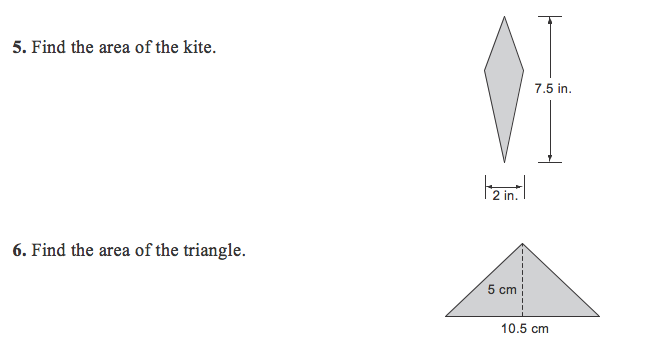 5. Find the area of the kite.
7.5 in.
2 in.
6. Find the area of the triangle.
5 cm
10.5 cm